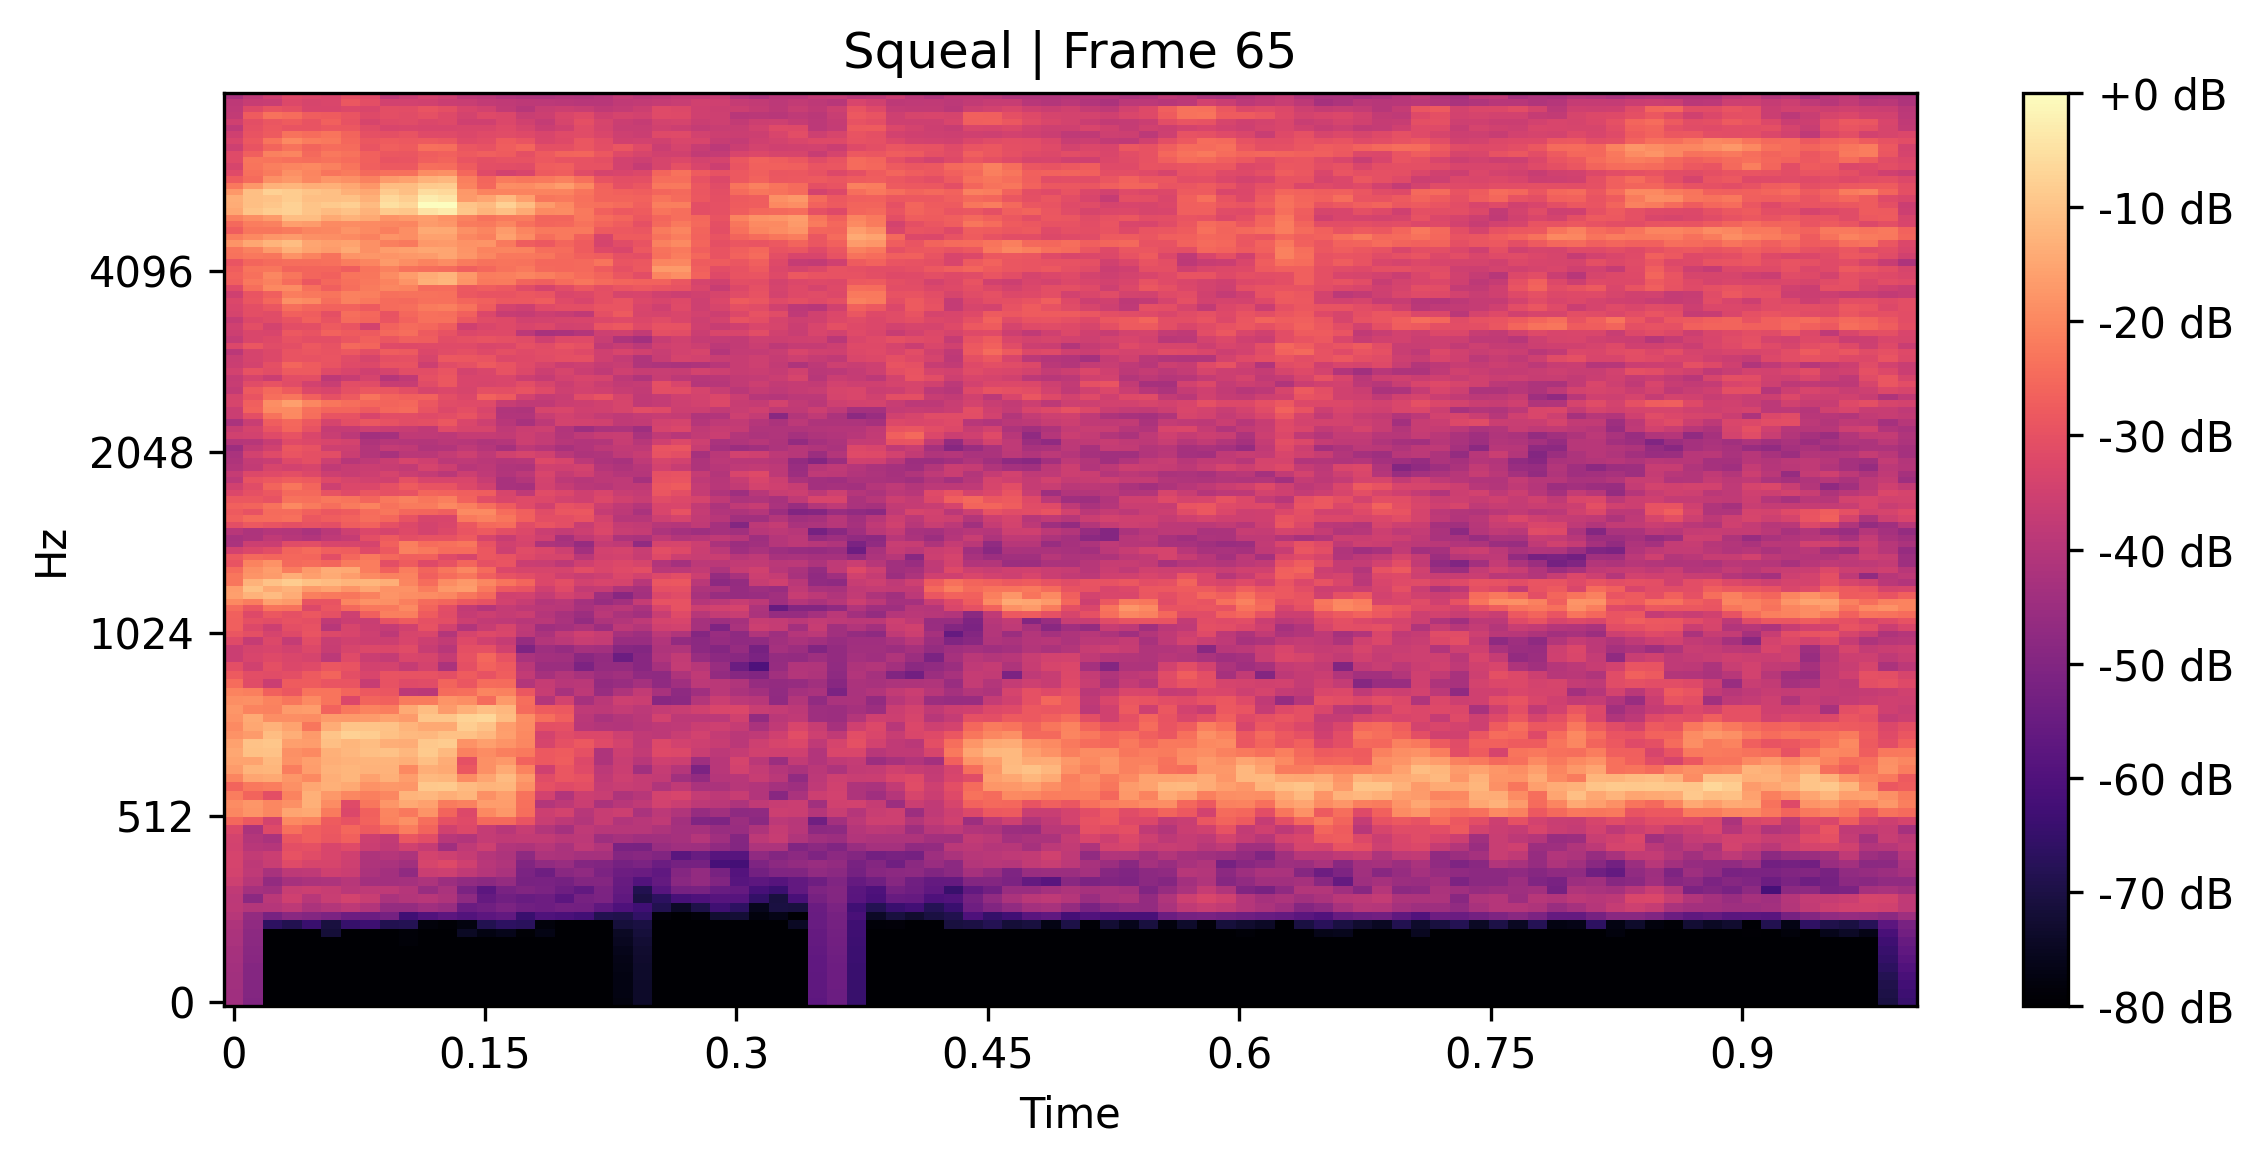 Squeal | Frame 65
Hz
4096
2048
1024
512
0
0 0.15 0.3 0.45 0.6 0.75 0.9
Time
+0 dB
-10 dB
-20 dB
-30 dB
-40 dB
-50 dB
-60 dB
-70 dB
-80 dB